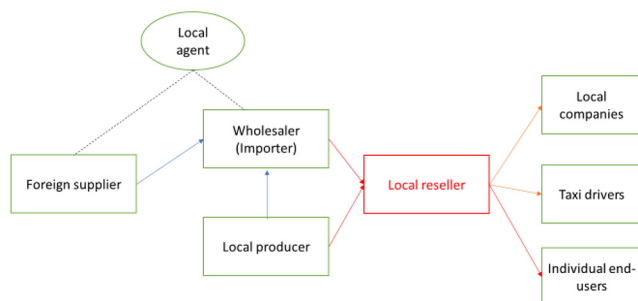 Local
agent
Local
companies
Wholesaler
(Importer)
Foreign supplier
Local reseller
Taxi drivers
Local producer
Individual end-
users